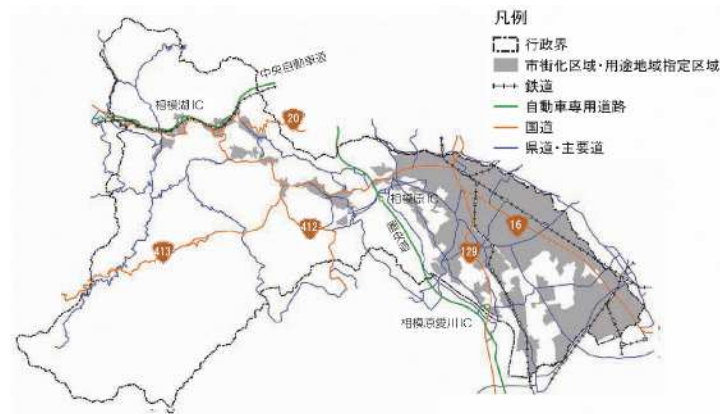 凡例
行政界
市街化区域・用途地域指定区域
鉄道
自動車専用道路
国道
県道・主要道
中央自動車道
相模湖IC
20
相模原IC
圏央道
413
412
129
16
相模原愛川IC